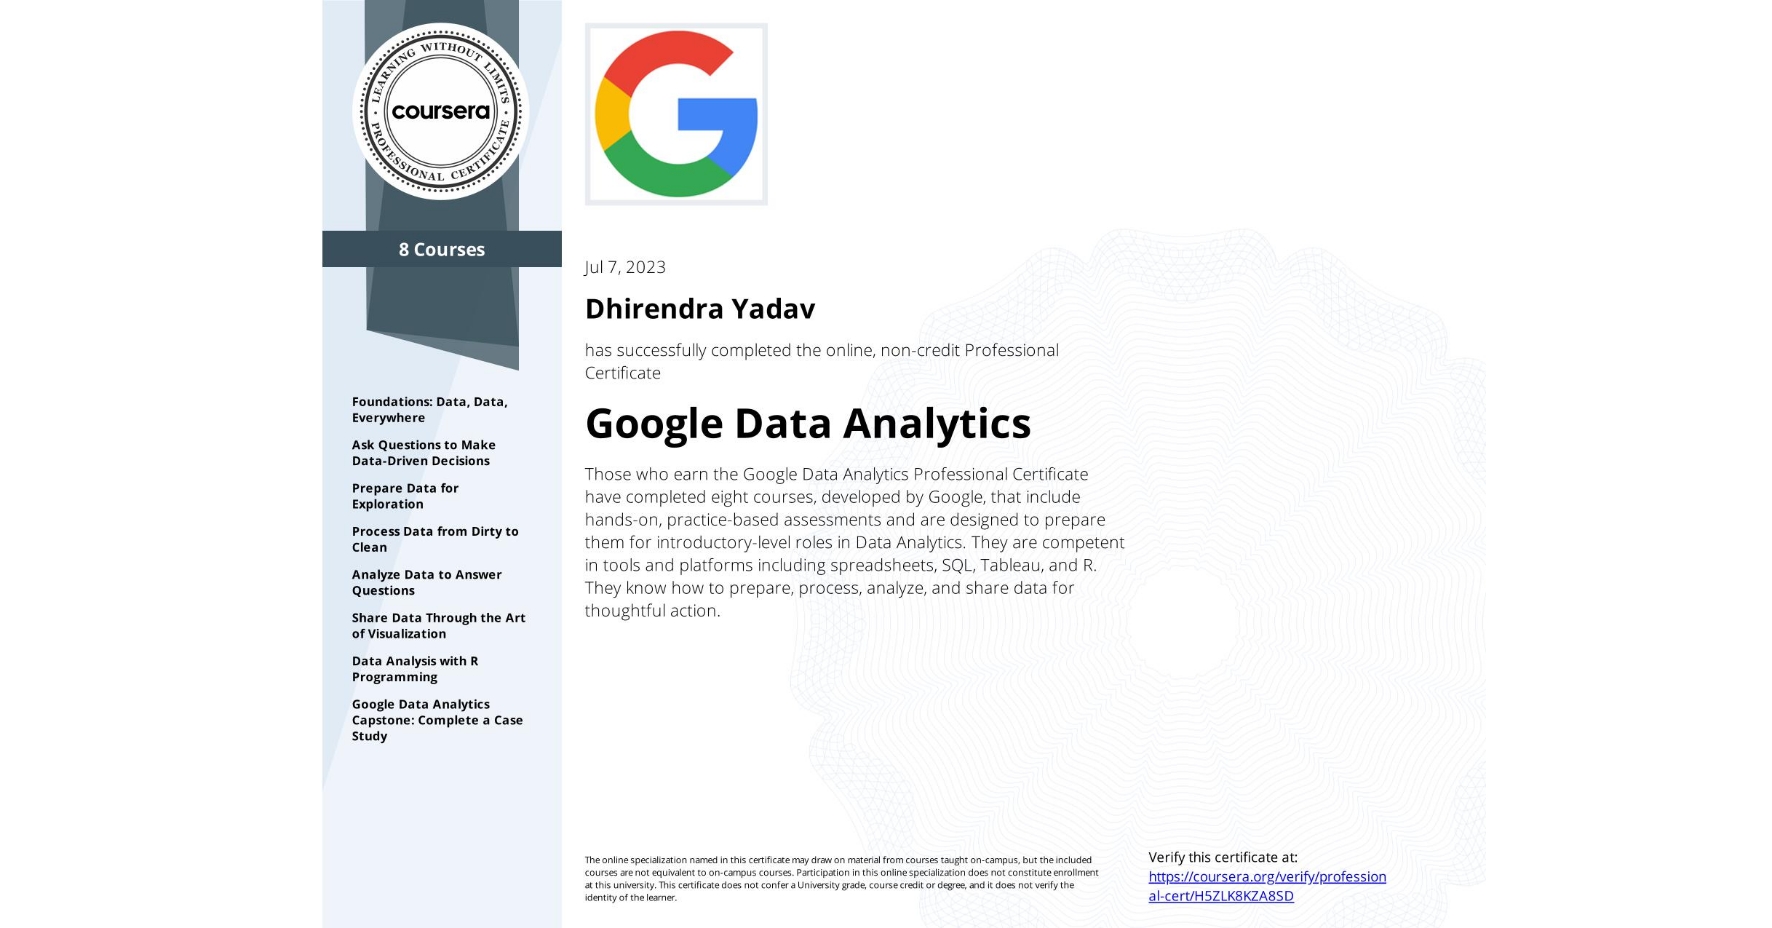 LEARNING WITHOUT LIMITS
coursera
PROFESSIONAL CERTIFICATE
8 Courses
Foundations: Data, Data,
Everywhere
Ask Questions to Make
Data-Driven Decisions
Prepare Data for
Exploration
Process Data from Dirty to
Clean
Analyze Data to Answer
Questions
Share Data Through the Art
of Visualization
Data Analysis with R
Programming
Google Data Analytics
Capstone: Complete a Case
Study
Jul 7, 2023
Dhirendra Yadav
has successfully completed the online, non-credit Professional
Certificate
Google Data Analytics
Those who earn the Google Data Analytics Professional Certificate
have completed eight courses, developed by Google, that include
hands-on, practice-based assessments and are designed to prepare
them for introductory-level roles in Data Analytics. They are competent
in tools and platforms including spreadsheets, SQL, Tableau, and R.
They know how to prepare, process, analyze, and share data for
thoughtful action.
The online specialization named in this certificate may draw on material from courses taught on-campus, but the included
courses are not equivalent to on-campus courses. Participation in this online specialization does not constitute enrollment
at this university. This certificate does not confer a University grade, course credit or degree, and it does not verify the
identity of the learner.
Verify this certificate at:
https://coursera.org/verify/profession
al-cert/H5ZLK8KZA8SD